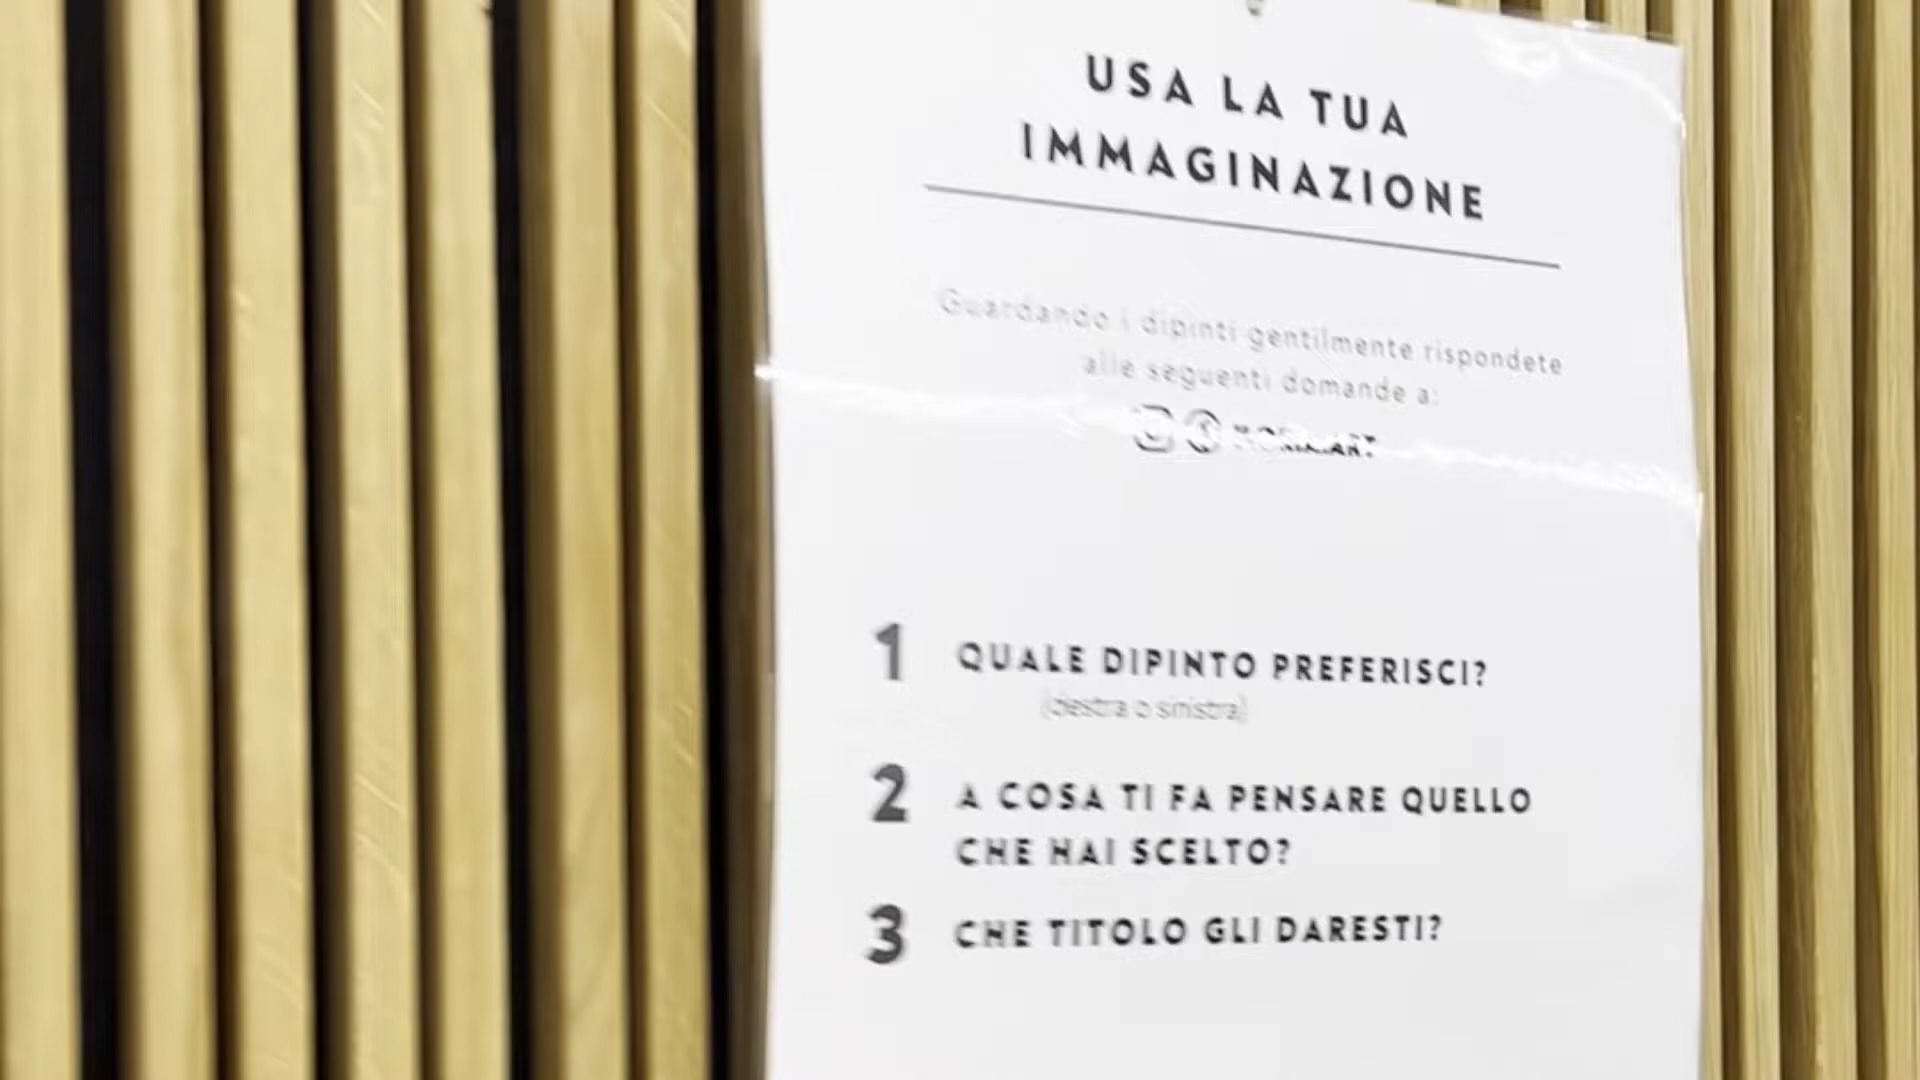 USA LA TUA
IMMAGINAZIONE
Guardando i dipinti gentilmente rispondete
alle seguenti domande a:
1 QUALE DIPINTO PREFERISCI?
(destra o sinistra)
2 A COSA TI FA PENSARE QUELLO
CHE HAI SCELTO?
3 CHE TITOLO GLI DARESTI?